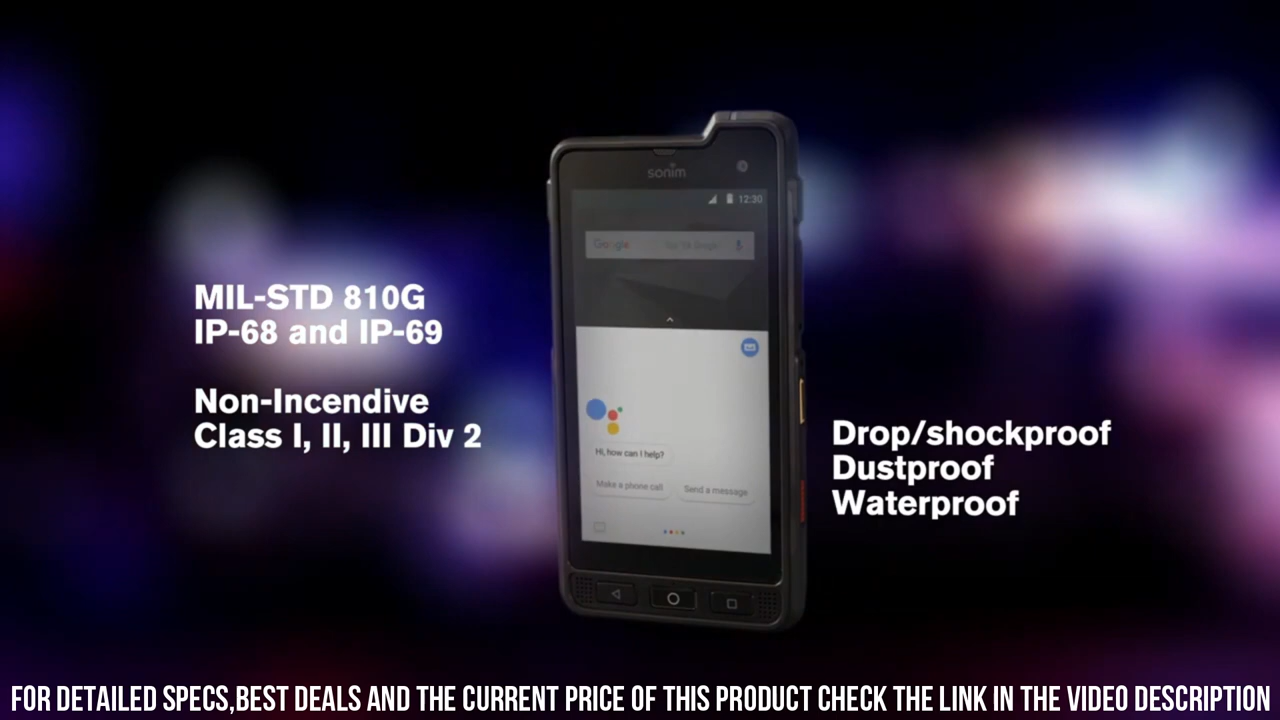 sonim
12:30
Google
MIL-STD 810G
IP-68 and IP-69
Non-Incendive
Class I, II, III Div 2
Hi, how can I help?
Make a phone call
Send a message
Drop/shockproof
Dustproof
Waterproof
FOR DETAILED SPECS,BEST DEALS AND THE CURRENT PRICE OF THIS PRODUCT CHECK THE LINK IN THE VIDEO DESCRIPTION